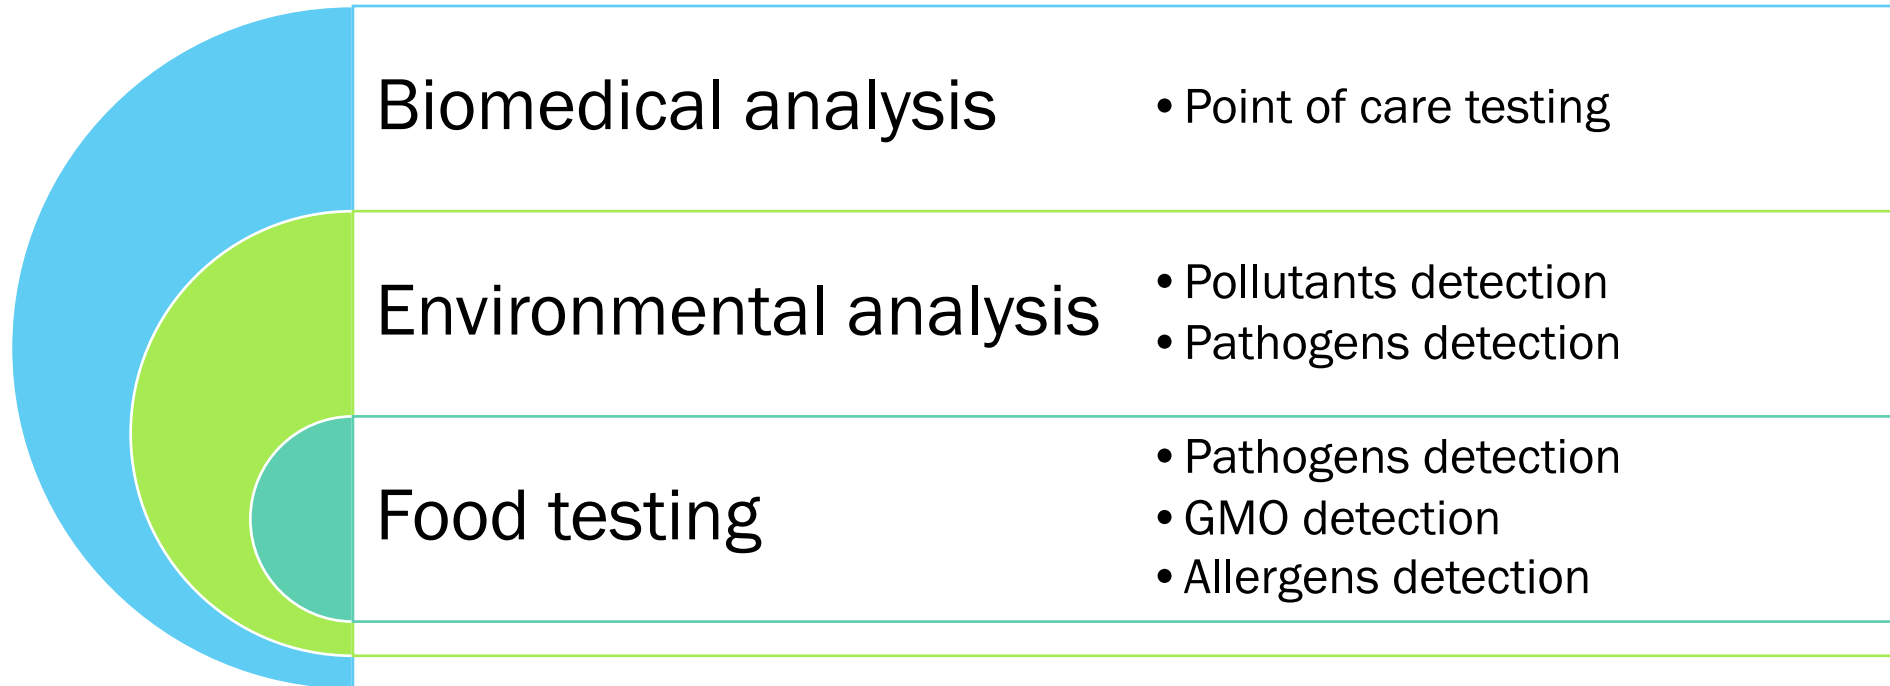 Biomedical analysis
• Point of care testing
Environmental analysis
• Pollutants detection
• Pathogens detection
Food testing
• Pathogens detection
• GMO detection
• Allergens detection